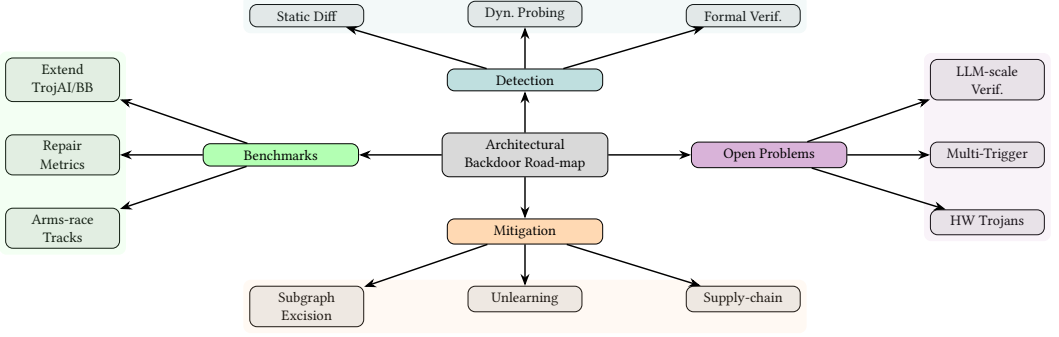 Static Diff
Dyn. Probing
Formal Verif.
Detection
Extend
TrojAI/BB
Repair
Metrics
Arms-race
Tracks
Benchmarks
Architectural
Backdoor Road-map
Open Problems
LLM-scale
Verif.
Multi-Trigger
HW Trojans
Mitigation
Subgraph
Excision
Unlearning
Supply-chain